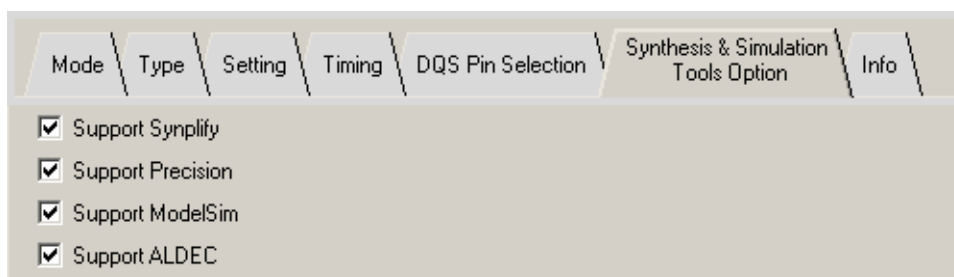 Mode Type Setting Timing DQS Pin Selection Synthesis & Simulation Tools Option Info
Support Synplify
Support Precision
Support ModelSim
Support ALDEC